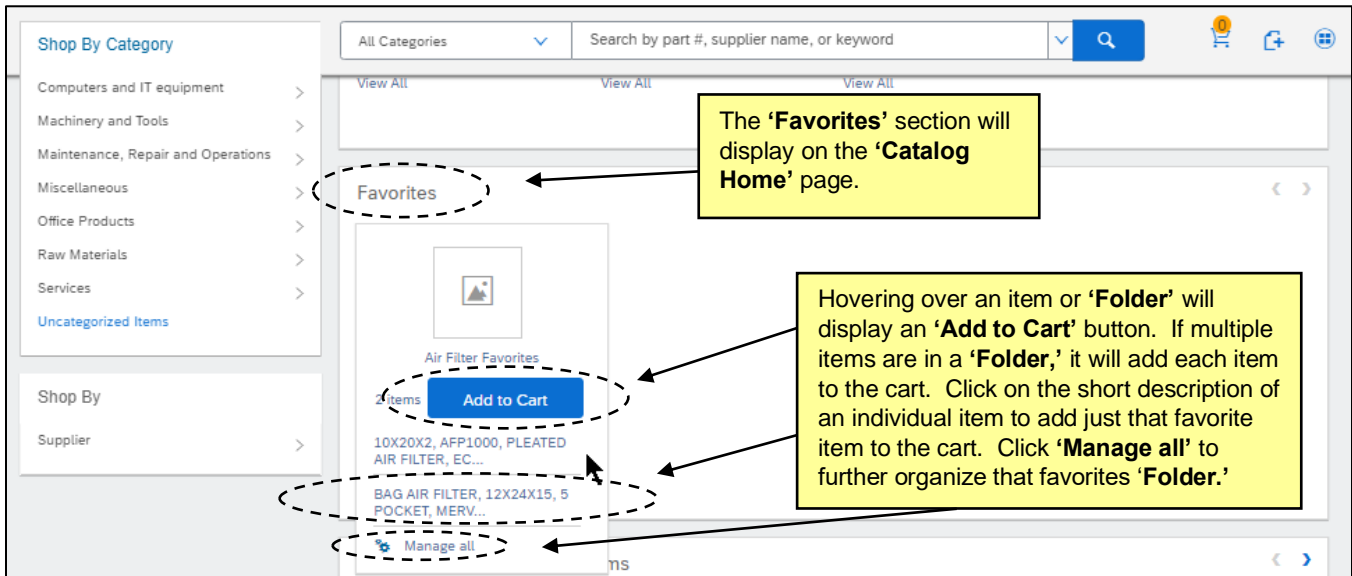 Shop By Category
Computers and IT equipment
Machinery and Tools
Maintenance, Repair and Operations
Miscellaneous
Office Products
Raw Materials
Services
Uncategorized Items
Shop By
Supplier
All Categories
Search by part #, supplier name, or keyword
0
View All
View All
View All
The ‘Favorites’ section will
display on the ‘Catalog
Home’ page.
Favorites
Air Filter Favorites
2 items
Add to Cart
10X20X2, AFP1000, PLEATED
AIR FILTER, EC...
BAG AIR FILTER, 12X24X15, 5
POCKET, MERV...
Manage all
Hovering over an item or ‘Folder’ will
display an ‘Add to Cart’ button. If multiple
items are in a ‘Folder,’ it will add each item
to the cart. Click on the short description of
an individual item to add just that favorite
item to the cart. Click ‘Manage all’ to
further organize that favorites ‘Folder.’
ms